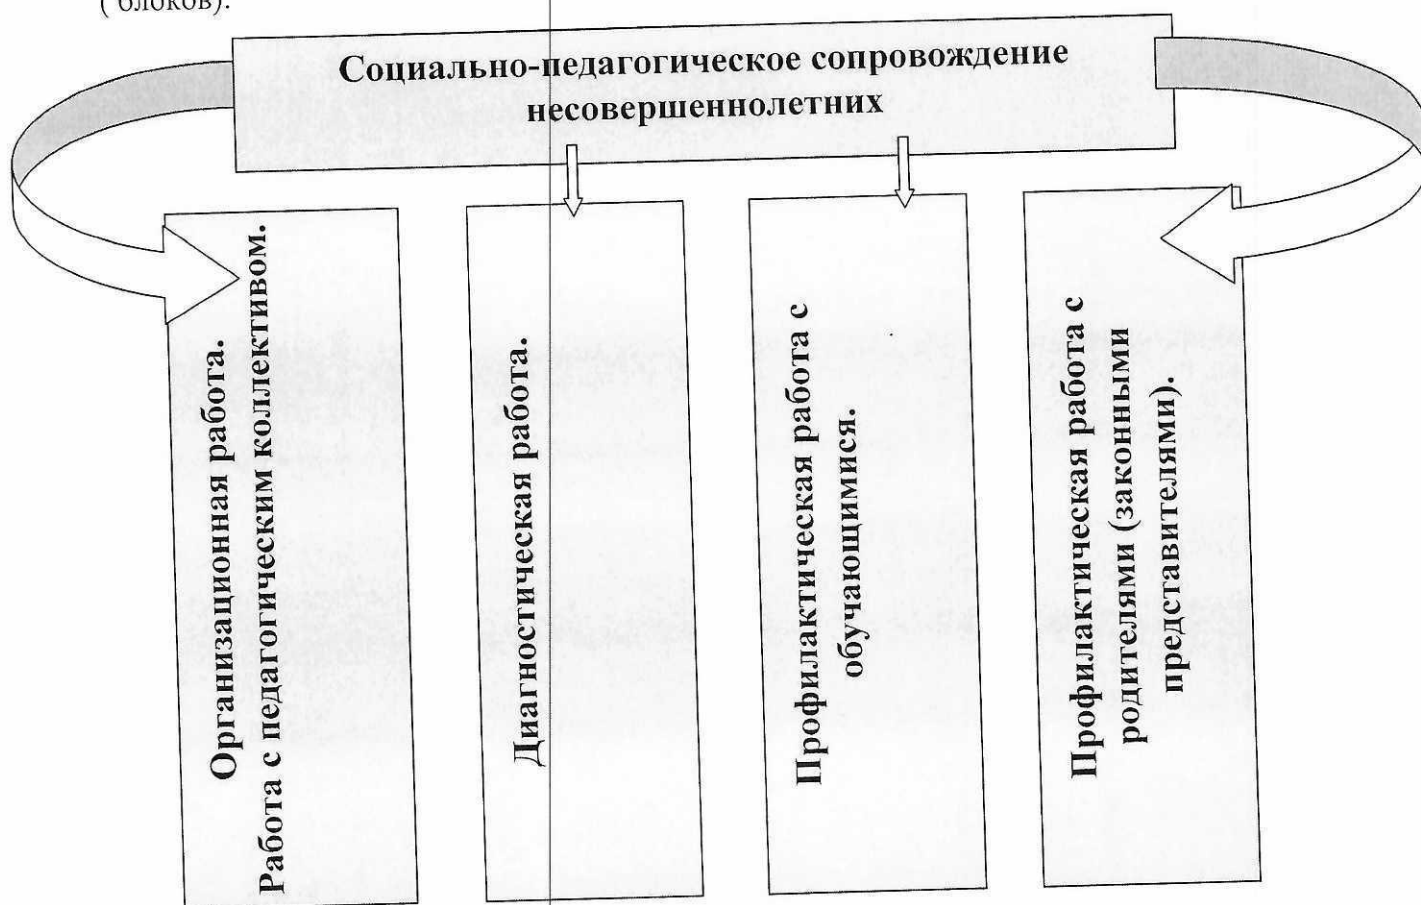 ( блоков).
Социально-педагогическое сопровождение
несовершеннолетних
Организационная работа.
Работа с педагогическим коллективом.
Диагностическая работа.
Профилактическая работа с
обучающимися.
Профилактическая работа с
родителями (законными
представителями).